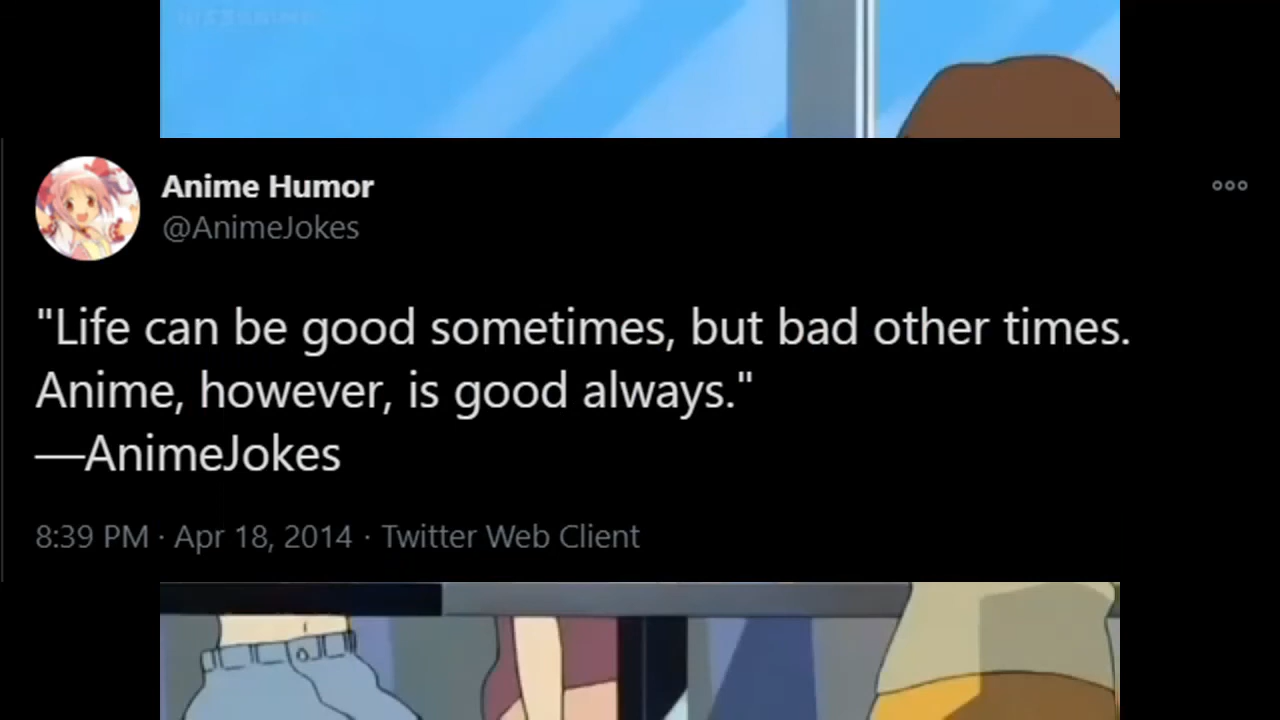 Anime Humor
@AnimeJokes
"Life can be good sometimes, but bad other times.
Anime, however, is good always."
—AnimeJokes
8:39 PM · Apr 18, 2014 · Twitter Web Client